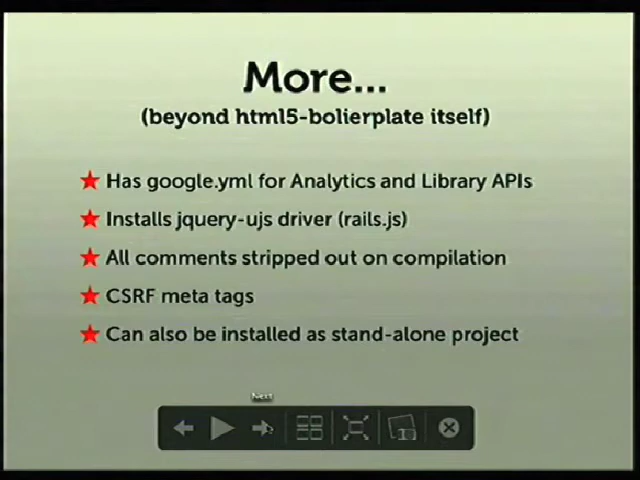 More...
(beyond html5-bolierplate itself)
Has google.yml for Analytics and Library APIs
Installs jquery-ujs driver (rails.js)
All comments stripped out on compilation
CSRF meta tags
Can also be installed as stand-alone project
Next